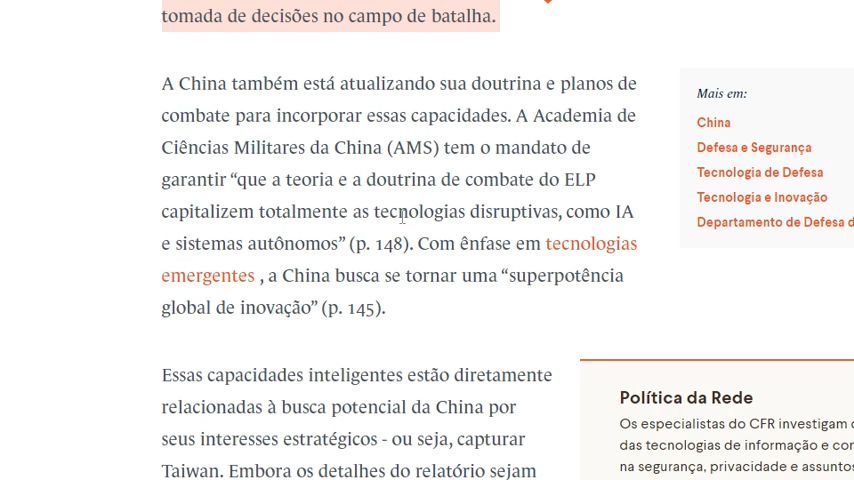 tomada de decisões no campo de batalha.
A China também está atualizando sua doutrina e planos de
combate para incorporar essas capacidades. A Academia de
Ciências Militares da China (AMS) tem o mandato de
garantir “que a teoria e a doutrina de combate do ELP
capitalizem totalmente as tecnologias disruptivas, como IA
e sistemas autônomos” (p. 148). Com ênfase em tecnologias
emergentes , a China busca se tornar uma “superpotência
global de inovação” (p. 145).
Essas capacidades inteligentes estão diretamente
relacionadas à busca potencial da China por
seus interesses estratégicos - ou seja, capturar
Taiwan. Embora os detalhes do relatório sejam
Mais em:
China
Defesa e Segurança
Tecnologia de Defesa
Tecnologia e Inovação
Departamento de Defesa d
Política da Rede
Os especialistas do CFR investigam
das tecnologias de informação e
na segurança, privacidade e